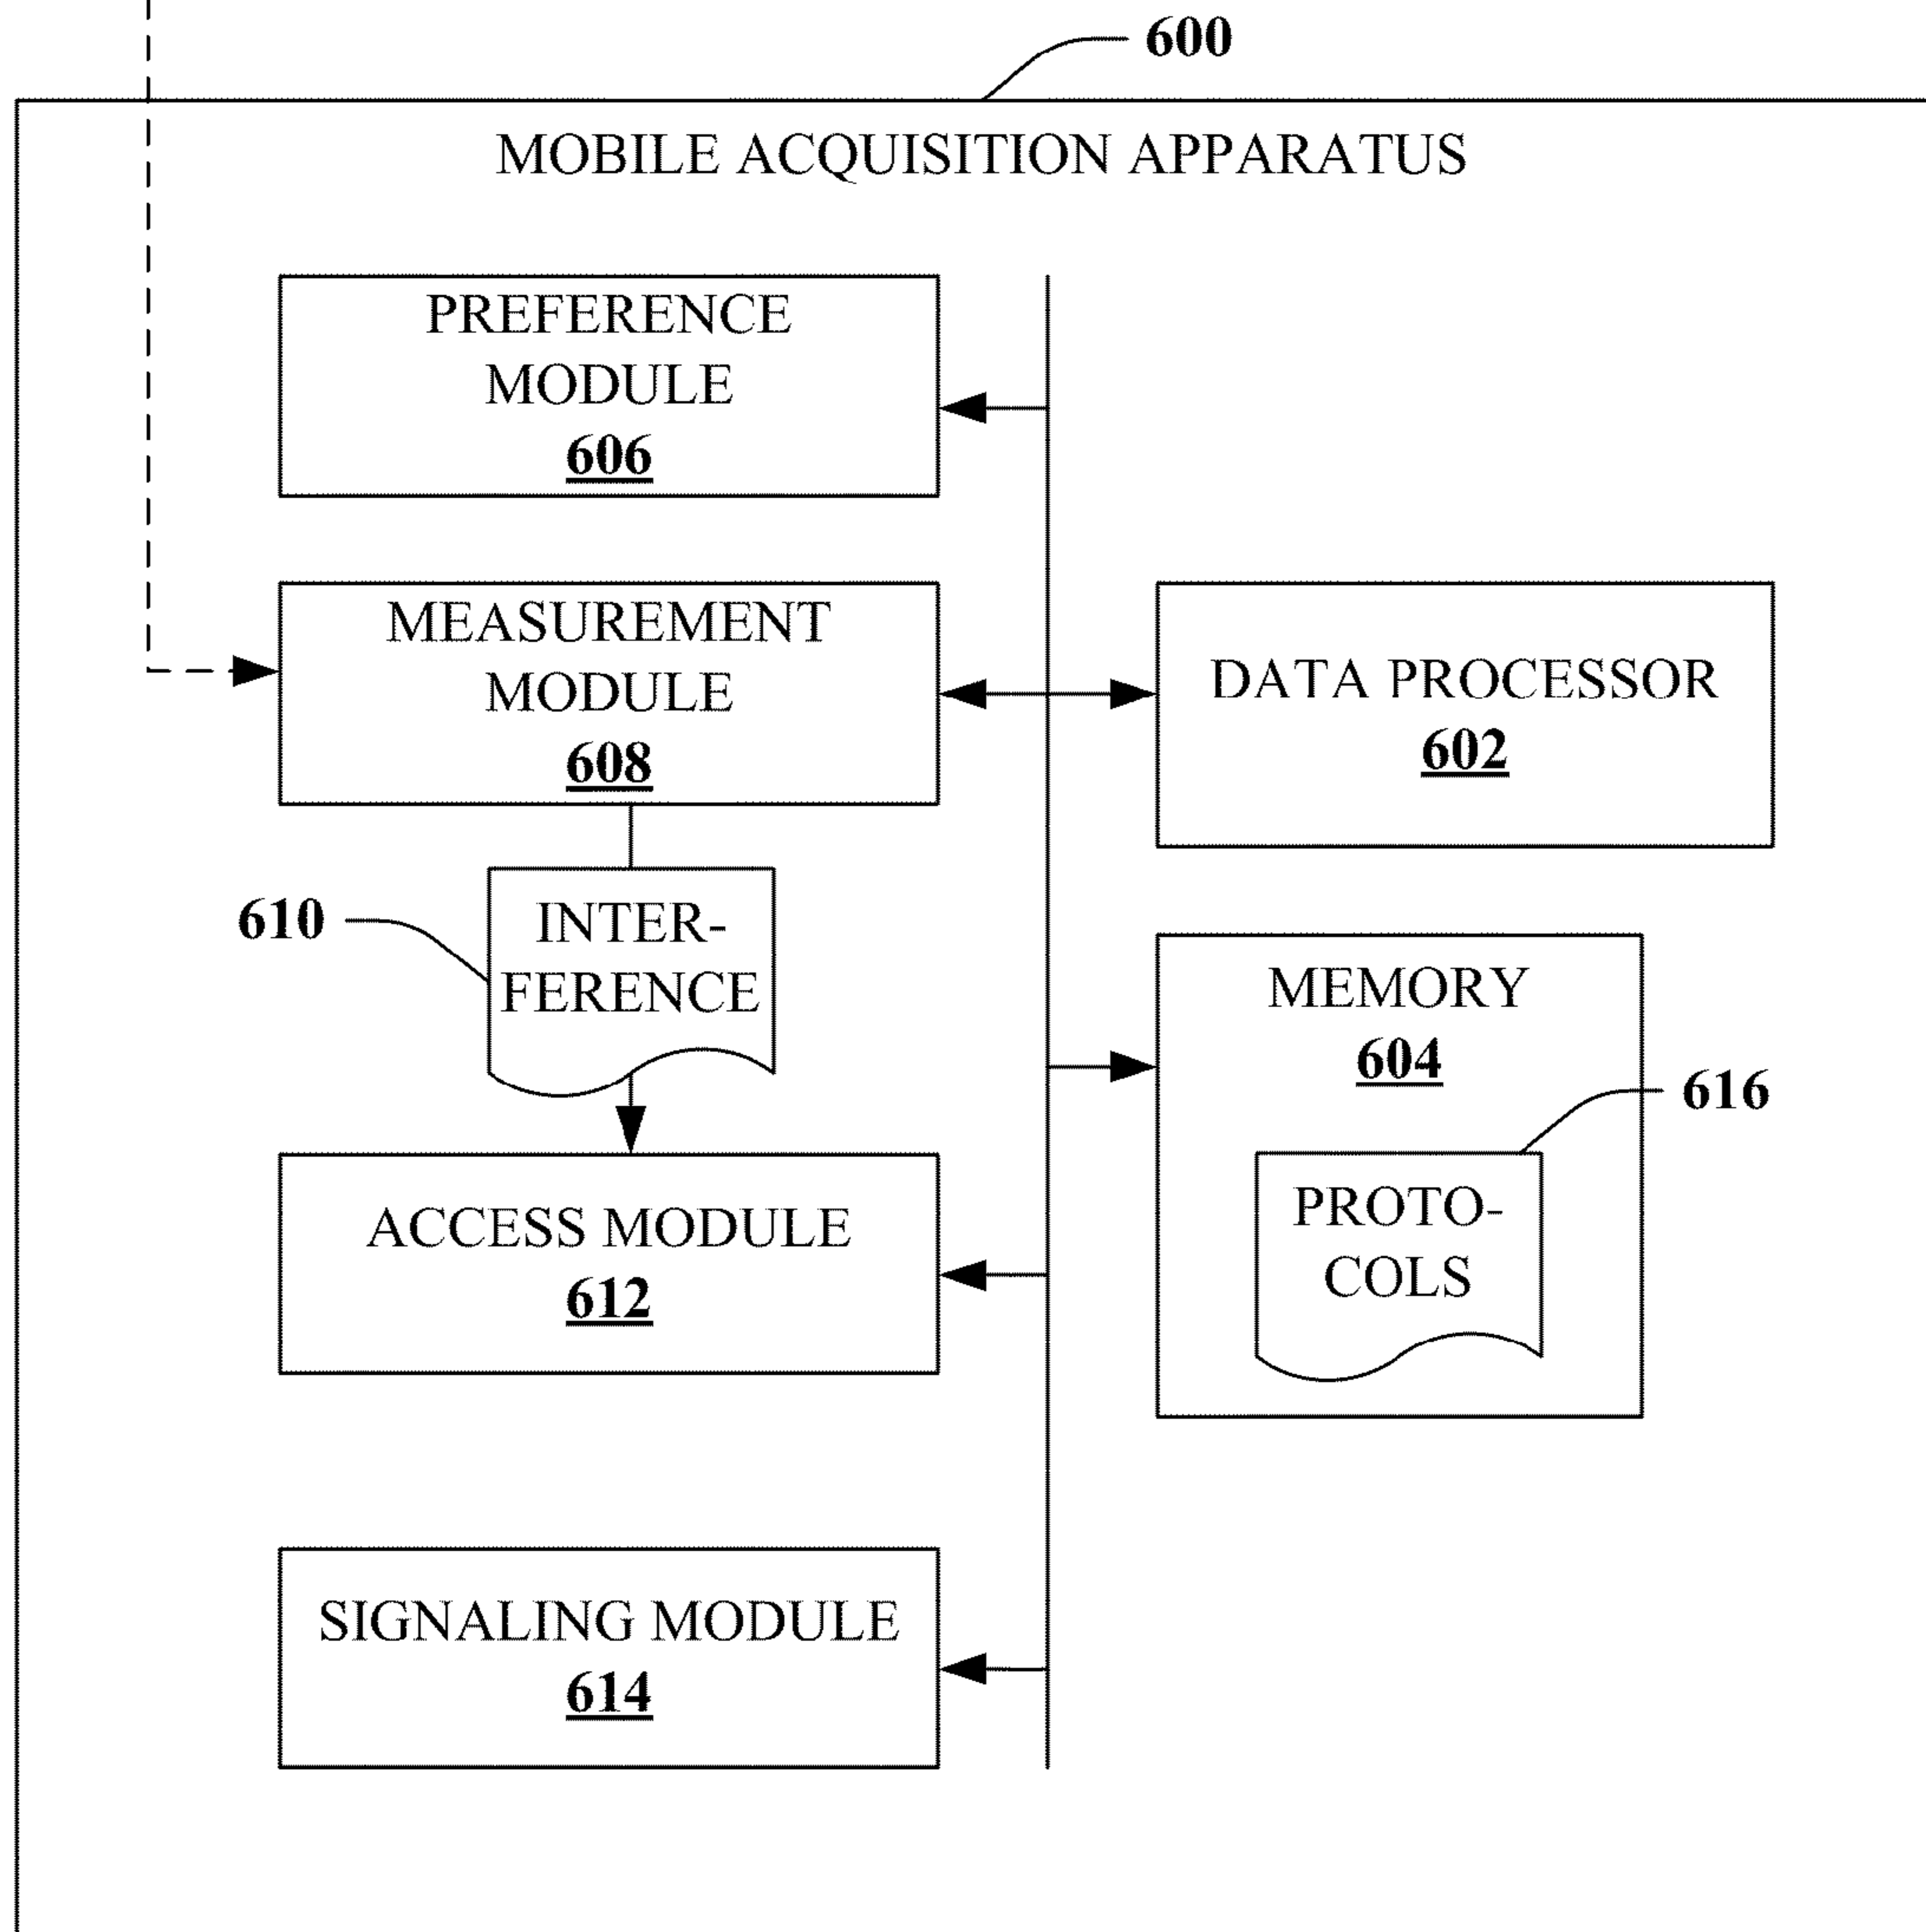 600
MOBILE ACQUISITION APPARATUS
PREFERENCE
MODULE
606
MEASUREMENT
MODULE
608
DATA PROCESSOR
602
610
INTER-
FERENCE
MEMORY
604
616
PROTO-
COLS
ACCESS MODULE
612
SIGNALING MODULE
614